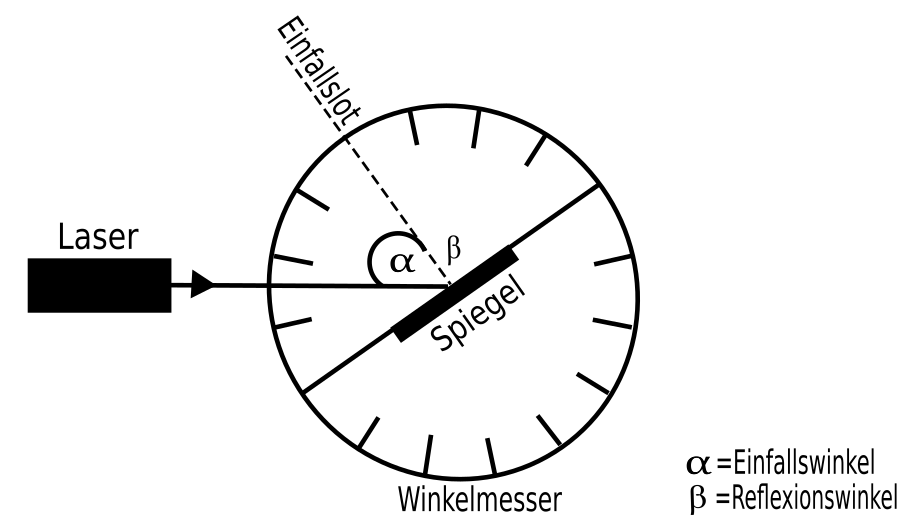 Einfallslot
Laser
α
β
Spiegel
Winkelmesser
α=Einfallswinkel
β =Reflexionswinkel